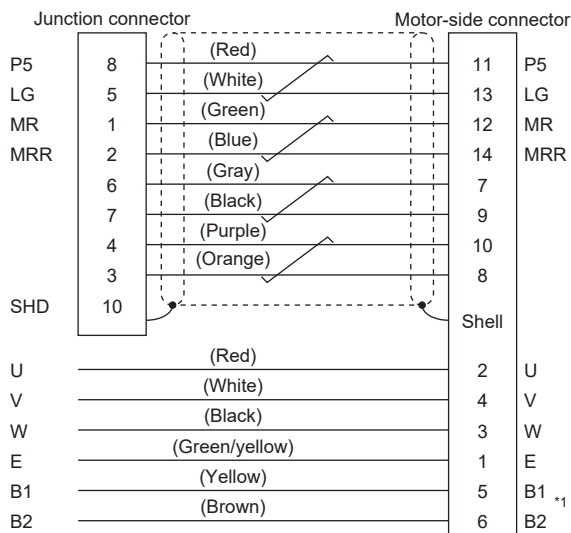 Junction connector Motor-side connector
(Red)
P5 8 11 P5
(White)
LG 5 13 LG
(Green)
MR 1 12 MR
(Blue)
MRR 2 14 MRR
(Gray)
6 7
(Black)
7 9
(Purple)
4 10
(Orange)
3 8
SHD 10
Shell
(Red)
U 2 U
(White)
V 4 V
(Black)
W 3 W
(Green/yellow)
E 1 E
(Yellow)
B1 5 B1 *1
(Brown)
B2 6 B2